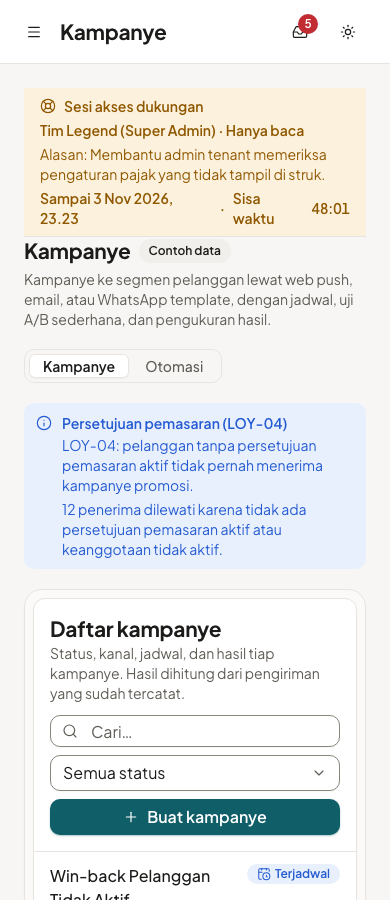 Kampanye
5
Sesi akses dukungan
Tim Legend (Super Admin) · Hanya baca
Alasan: Membantu admin tenant memeriksa
pengaturan pajak yang tidak tampil di struk.
Sampai 3 Nov 2026, 23.23 · Sisa waktu 48:01
Kampanye Contoh data
Kampanye ke segmen pelanggan lewat web push,
email, atau WhatsApp template, dengan jadwal, uji
A/B sederhana, dan pengukuran hasil.
Kampanye Otomasi
Persetujuan pemasaran (LOY-04)
LOY-04: pelanggan tanpa persetujuan
pemasaran aktif tidak pernah menerima
kampanye promosi.
12 penerima dilewati karena tidak ada
persetujuan pemasaran aktif atau
keanggotaan tidak aktif.
Daftar kampanye
Status, kanal, jadwal, dan hasil tiap
kampanye. Hasil dihitung dari pengiriman
yang sudah tercatat.
Cari...
Semua status
Buat kampanye
Win-back Pelanggan Terjadwal
Tidak Aktif